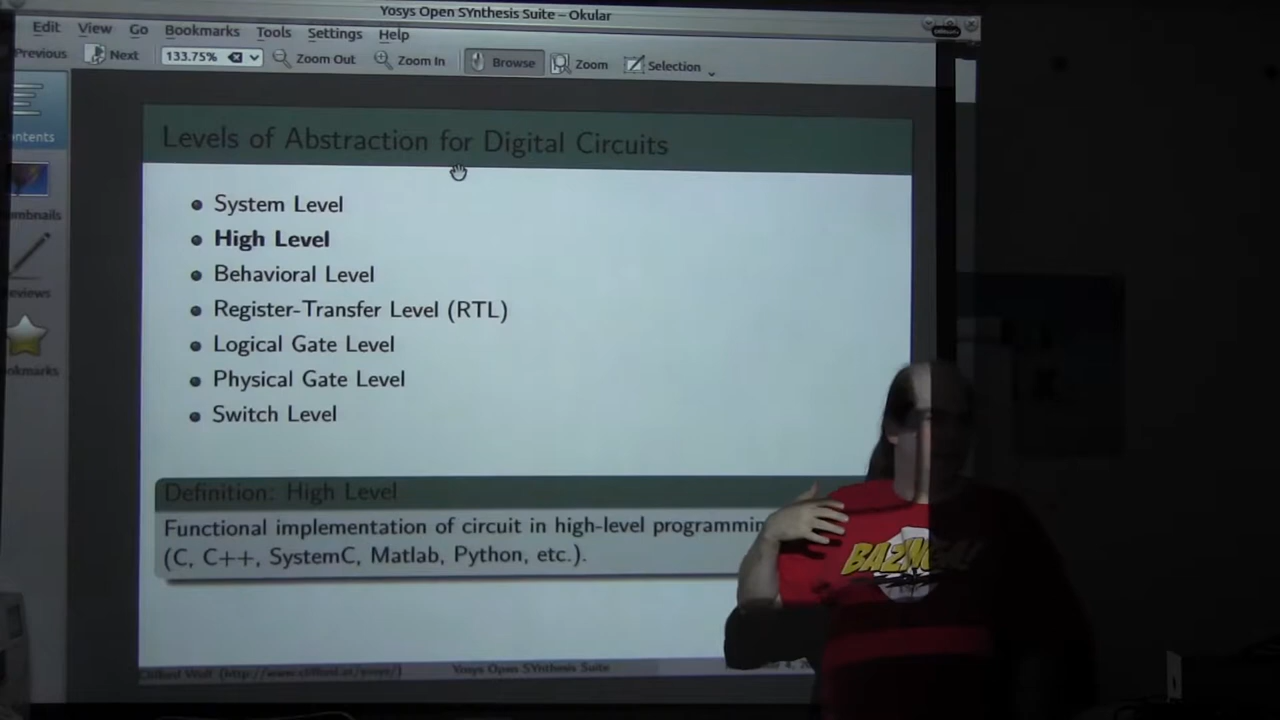 Yosys Open SYnthesis Suite – Okular
Edit View Go Bookmarks Tools Settings Help
Previous Next 133.75% Zoom Out Zoom In Browse Zoom Selection
Levels of Abstraction for Digital Circuits
System Level
High Level
Behavioral Level
Register-Transfer Level (RTL)
Logical Gate Level
Physical Gate Level
Switch Level
Definition: High Level
Functional implementation of circuit in high-level programmin
(C, C++, SystemC, Matlab, Python, etc.).
Yosys Open SYnthesis Suite
BAZINGA!